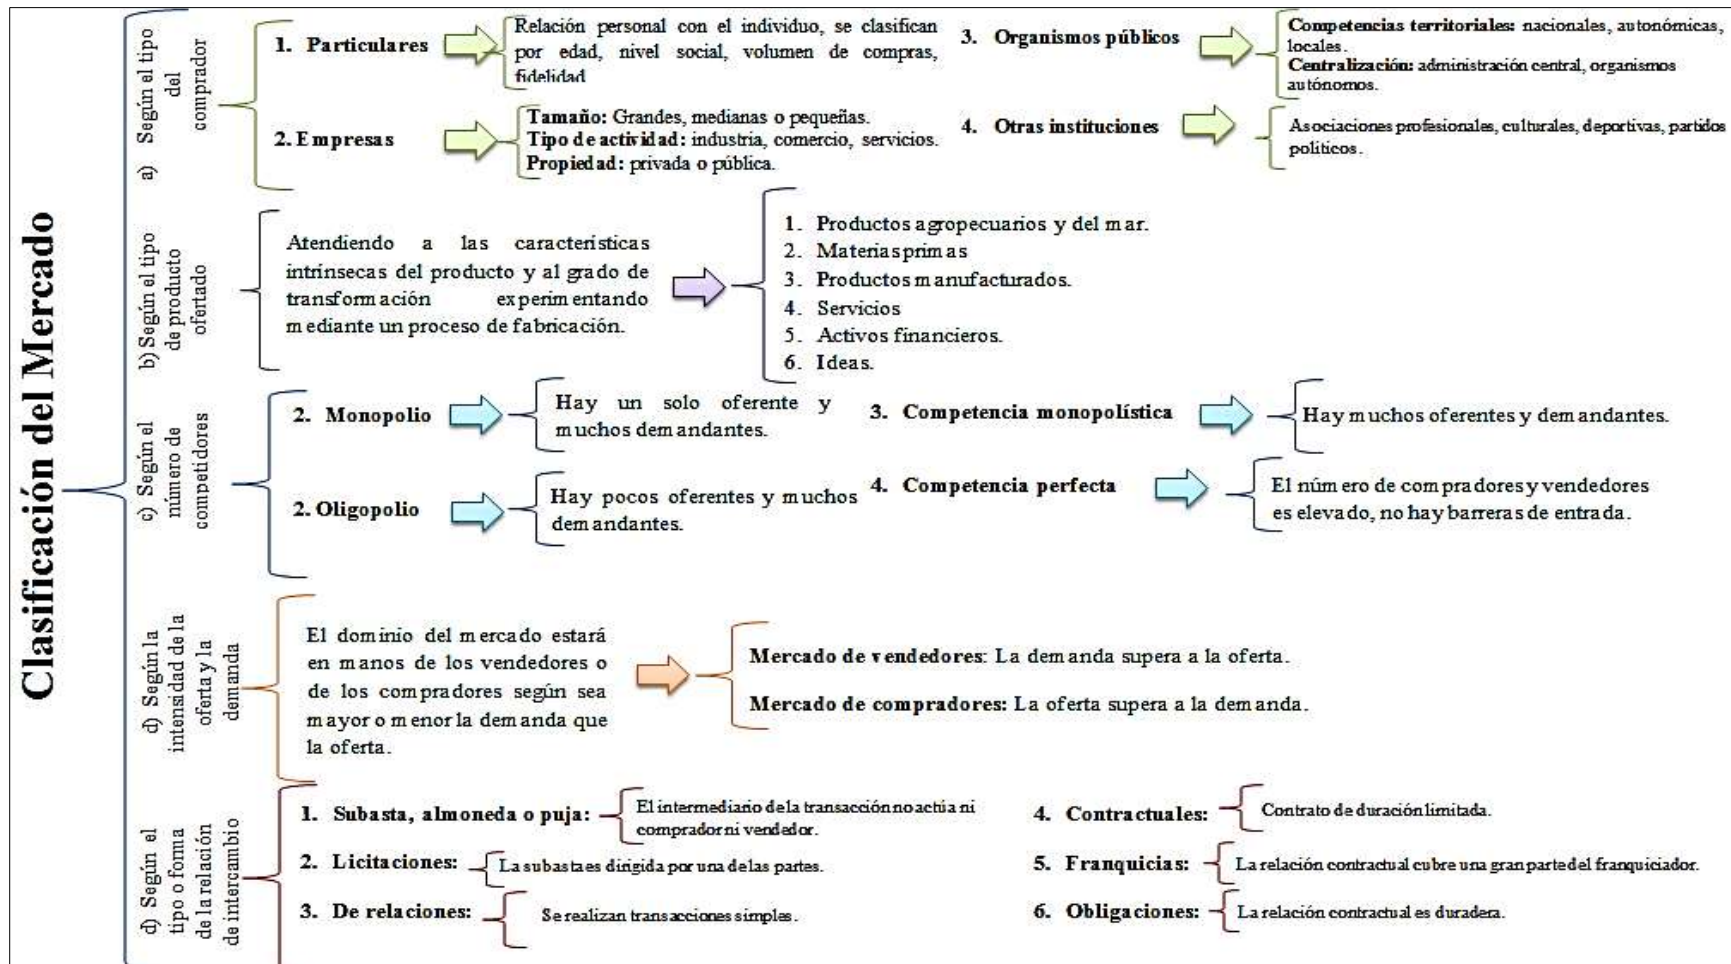 Clasificación del Mercado
a) Según el tipo
del
comprador
1. Particulares
Relación personal con el individuo, se clasifican
por edad, nivel social, volumen de compras,
fidelidad
2. Empresas
Tamaño: Grandes, medianas o pequeñas.
Tipo de actividad: industria, comercio, servicios.
Propiedad: privada o pública.
3. Organismos públicos
Competencias territoriales: nacionales, autonómicas,
locales.
Centralización: administración central, organismos
autónomos.
4. Otras instituciones
Asociaciones profesionales, culturales, deportivas, partidos
políticos.
b) Según el tipo
de producto
ofertado
Atendiendo a las características
intrínsecas del producto y al grado de
transformación experimentando
mediante un proceso de fabricación.
1. Productos agropecuarios y del mar.
2. Materias primas
3. Productos manufacturados.
4. Servicios
5. Activos financieros.
6. Ideas.
c) Según el
número de
competidores
2. Monopolio
Hay un solo oferente y
muchos demandantes.
2. Oligopolio
Hay pocos oferentes y muchos
demandantes.
3. Competencia monopolística
Hay muchos oferentes y demandantes.
4. Competencia perfecta
El número de compradores y vendedores
es elevado, no hay barreras de entrada.
d) Según la
intensidad de la
oferta y la
demanda
El dominio del mercado estará
en manos de los vendedores o
de los compradores según sea
mayor o menor la demanda que
la oferta.
Mercado de vendedores: La demanda supera a la oferta.
Mercado de compradores: La oferta supera a la demanda.
d) Según el
tipo o forma
de la relación
de intercambio
1. Subasta, almoneda o puja:
El intermediario de la transacción no actúa ni
comprador ni vendedor.
2. Licitaciones:
La subasta es dirigida por una de las partes.
3. De relaciones:
Se realizan transacciones simples.
4. Contractuales:
Contrato de duración limitada.
5. Franquicias:
La relación contractual cubre una gran parte del franquiciador.
6. Obligaciones:
La relación contractual es duradera.